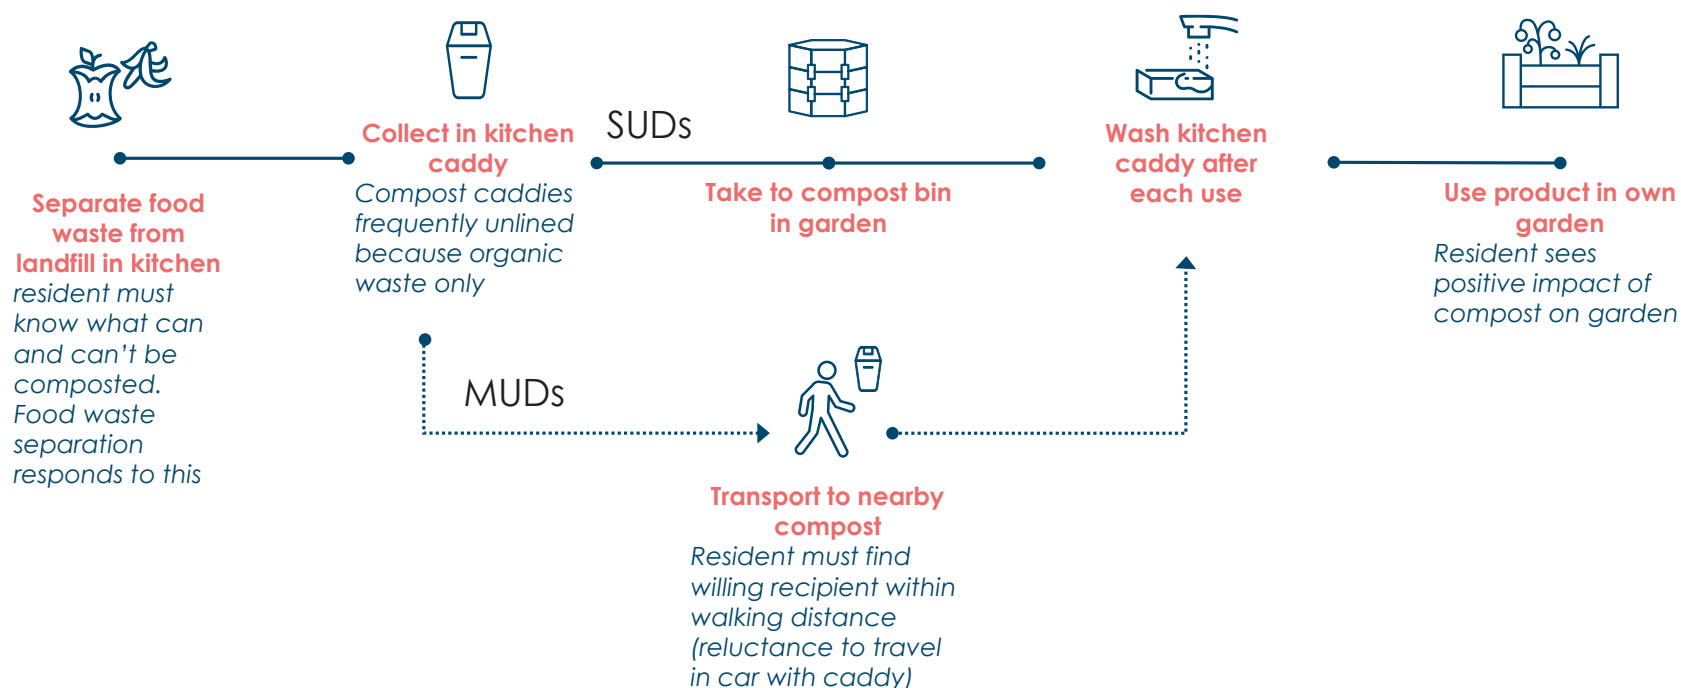 Separate food
waste from
landfill in kitchen
resident must
know what can
and can't be
composted.
Food waste
separation
responds to this
Collect in kitchen
caddy
Compost caddies
frequently unlined
because organic
waste only
SUDs
Take to compost bin
in garden
MUDs
Transport to nearby
compost
Resident must find
willing recipient within
walking distance
(reluctance to travel
in car with caddy)
Wash kitchen
caddy after
each use
Use product in own
garden
Resident sees
positive impact of
compost on garden